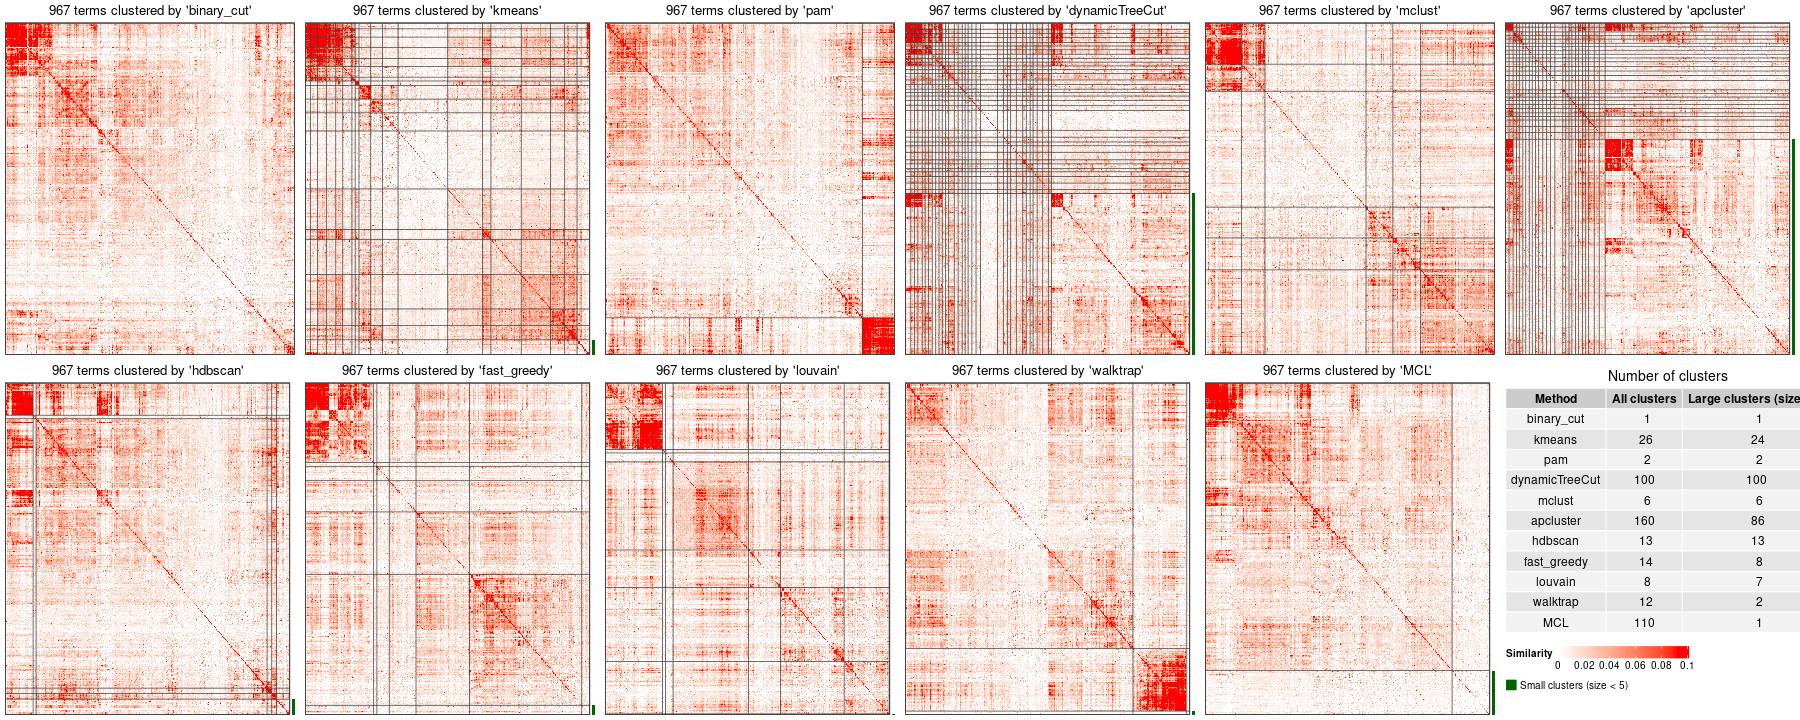 967 terms clustered by 'binary_cut'
967 terms clustered by 'kmeans'
967 terms clustered by 'pam'
967 terms clustered by 'dynamicTreeCut'
967 terms clustered by 'mclust'
967 terms clustered by 'apcluster'
967 terms clustered by 'hdbscan'
967 terms clustered by 'fast_greedy'
967 terms clustered by 'louvain'
967 terms clustered by 'walktrap'
967 terms clustered by 'MCL'
Number of clusters
Method All clusters Large clusters (size
binary_cut 1 1
kmeans 26 24
pam 2 2
dynamicTreeCut 100 100
mclust 6 6
apcluster 160 86
hdbscan 13 13
fast_greedy 14 8
louvain 8 7
walktrap 12 2
MCL 110 1
Similarity
0 0.02 0.04 0.06 0.08 0.1
Small clusters (size < 5)